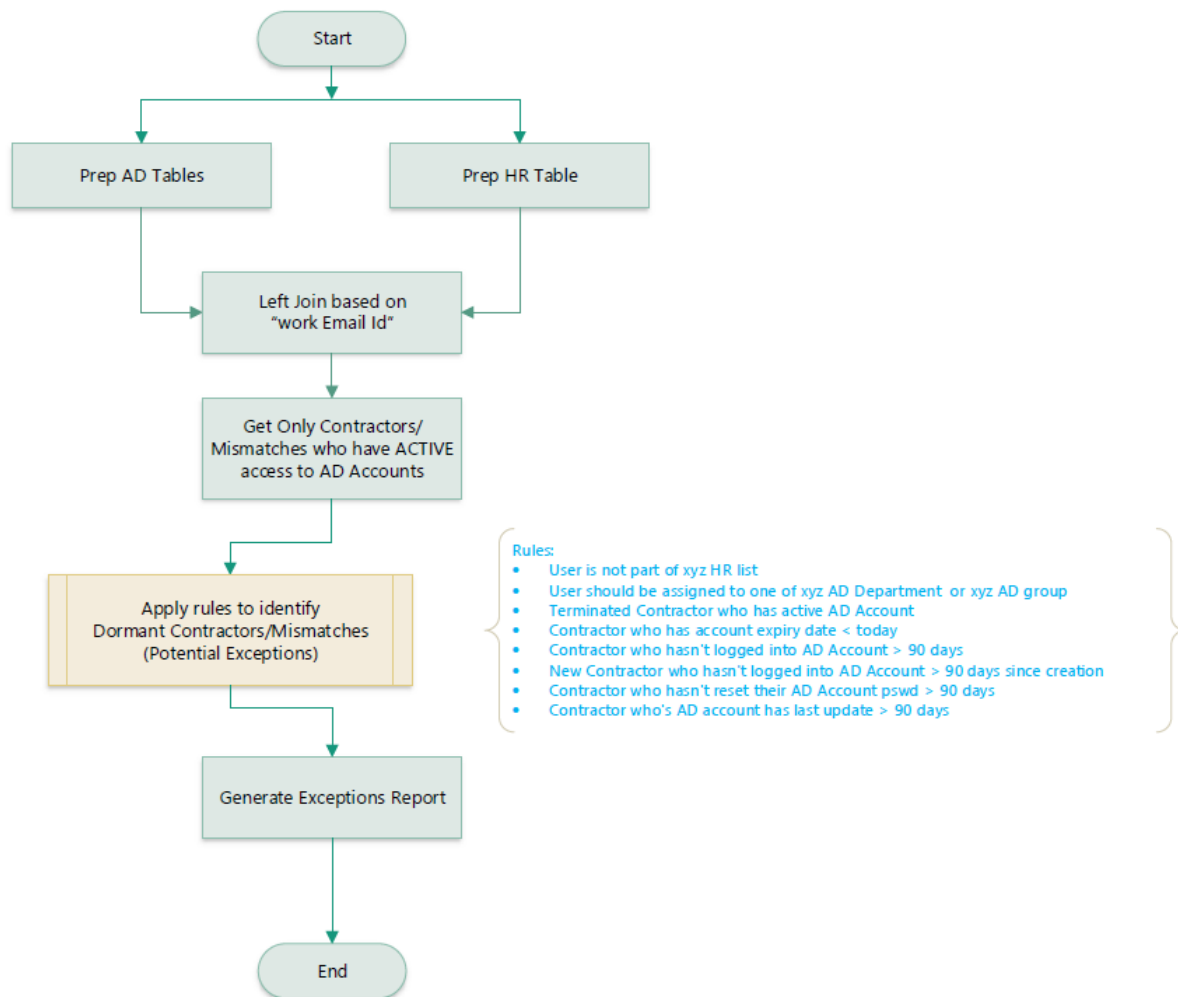 Start
Prep AD Tables
Prep HR Table
Left Join based on
“work Email Id”
Get Only Contractors/
Mismatches who have ACTIVE
access to AD Accounts
Apply rules to identify
Dormant Contractors/Mismatches
(Potential Exceptions)
Rules:
• User is not part of xyz HR list
• User should be assigned to one of xyz AD Department or xyz AD group
• Terminated Contractor who has active AD Account
• Contractor who has account expiry date < today
• Contractor who hasn't logged into AD Account > 90 days
• New Contractor who hasn't logged into AD Account > 90 days since creation
• Contractor who hasn't reset their AD Account pswd > 90 days
• Contractor who's AD account has last update > 90 days
Generate Exceptions Report
End